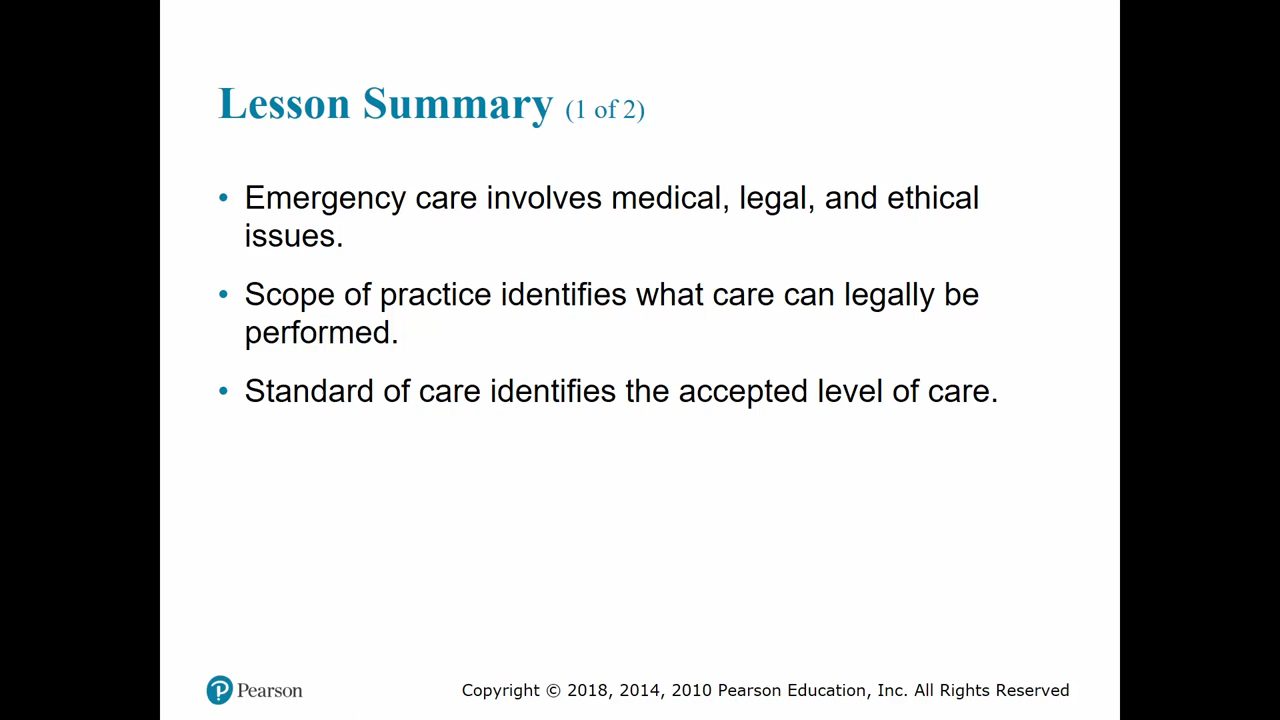 Lesson Summary (1 of 2)
• Emergency care involves medical, legal, and ethical
issues.
• Scope of practice identifies what care can legally be
performed.
• Standard of care identifies the accepted level of care.
Pearson
Copyright © 2018, 2014, 2010 Pearson Education, Inc. All Rights Reserved